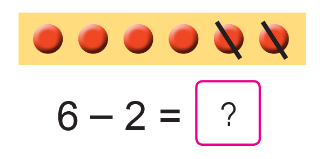 6 – 2 = ?